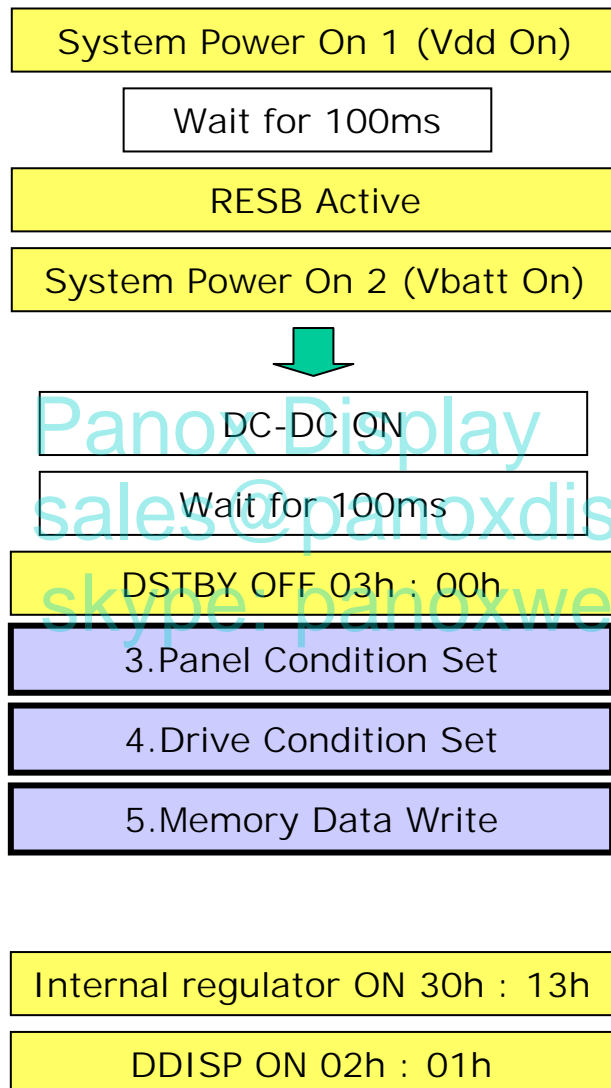 System Power On 1 (Vdd On)
Wait for 100ms
RESB Active
System Power On 2 (Vbatt On)
DC-DC ON
Panox Display
Wait for 100ms
sales@panoxdis
DSTBY OFF 03h : 00h
skype: panoxwe
3.Panel Condition Set
4.Drive Condition Set
5.Memory Data Write
Internal regulator ON 30h : 13h
DDISP ON 02h : 01h